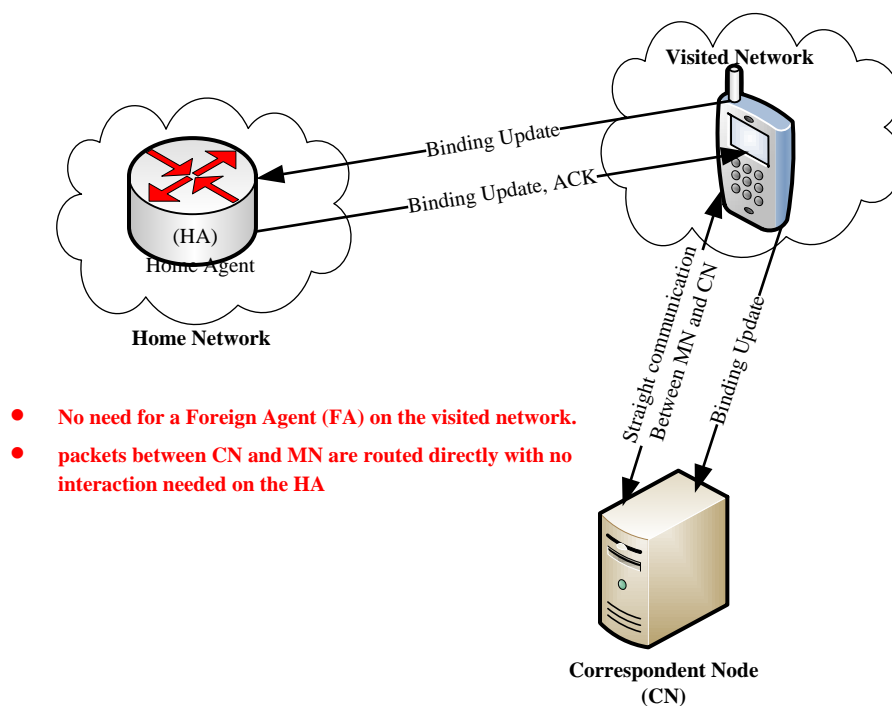 Visited Network
Binding Update
Binding Update, ACK
(HA)
Home Agent
Home Network
Straight communication
Between MN and CN
Binding Update
• No need for a Foreign Agent (FA) on the visited network.
• packets between CN and MN are routed directly with no
interaction needed on the HA
Correspondent Node
(CN)